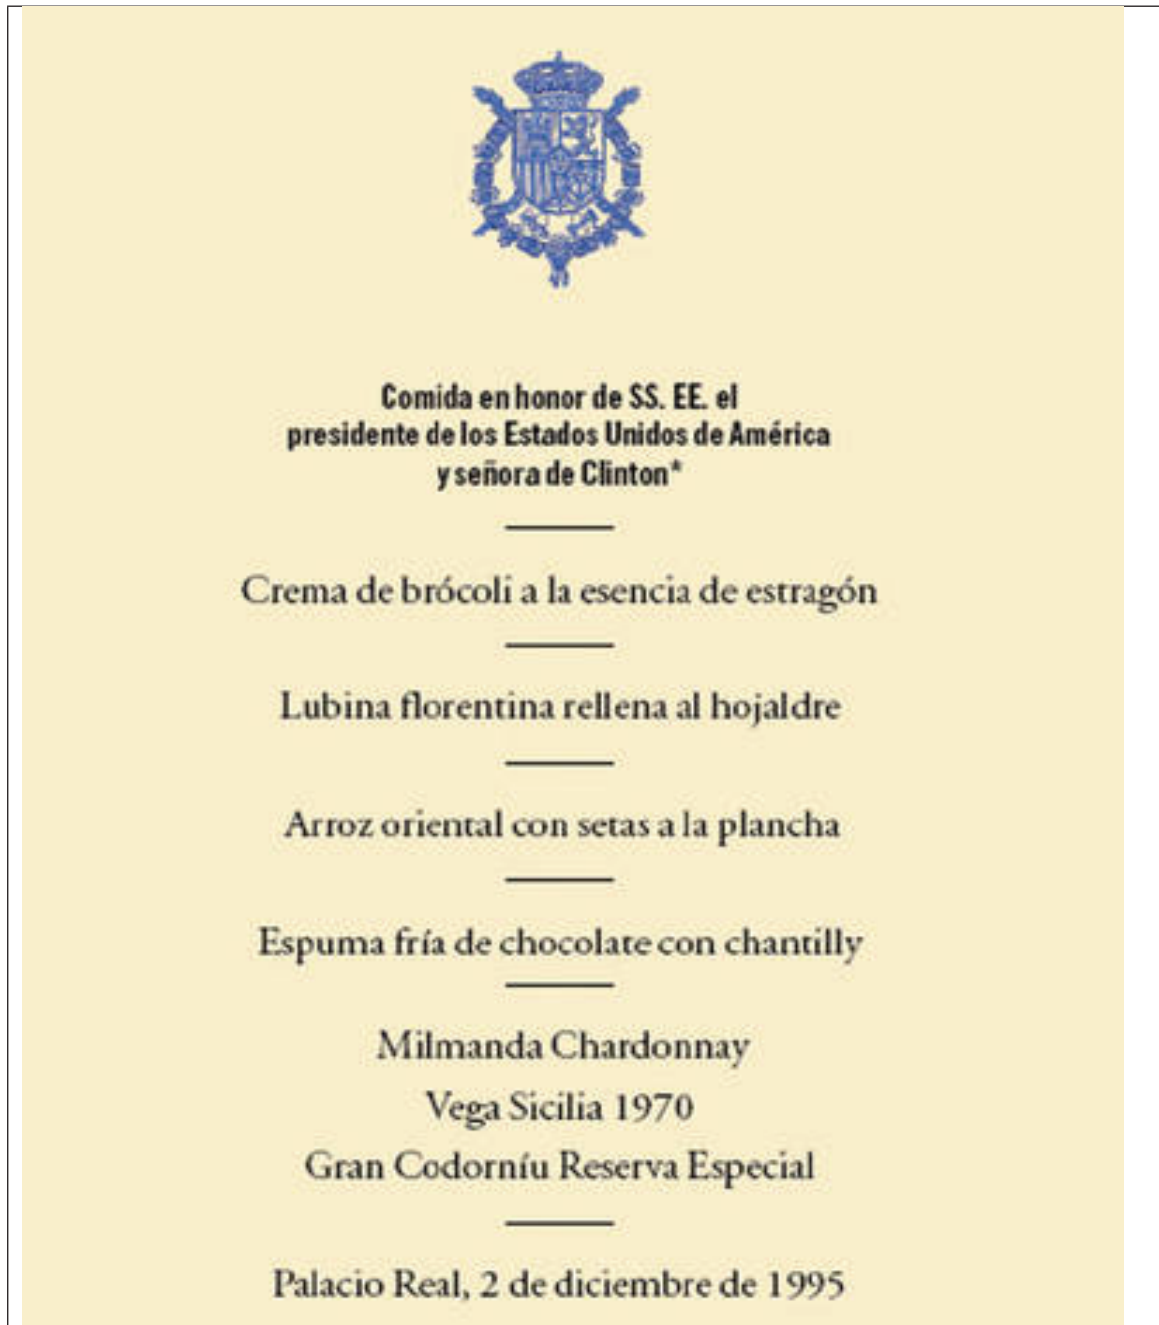 Comida en honor de SS. EE. el
presidente de los Estados Unidos de América
y señora de Clinton*
Crema de brócoli a la esencia de estragón
Lubina florentina rellena al hojaldre
Arroz oriental con setas a la plancha
Espuma fría de chocolate con chantilly
Milmanda Chardonnay
Vega Sicilia 1970
Gran Codorníu Reserva Especial
Palacio Real, 2 de diciembre de 1995